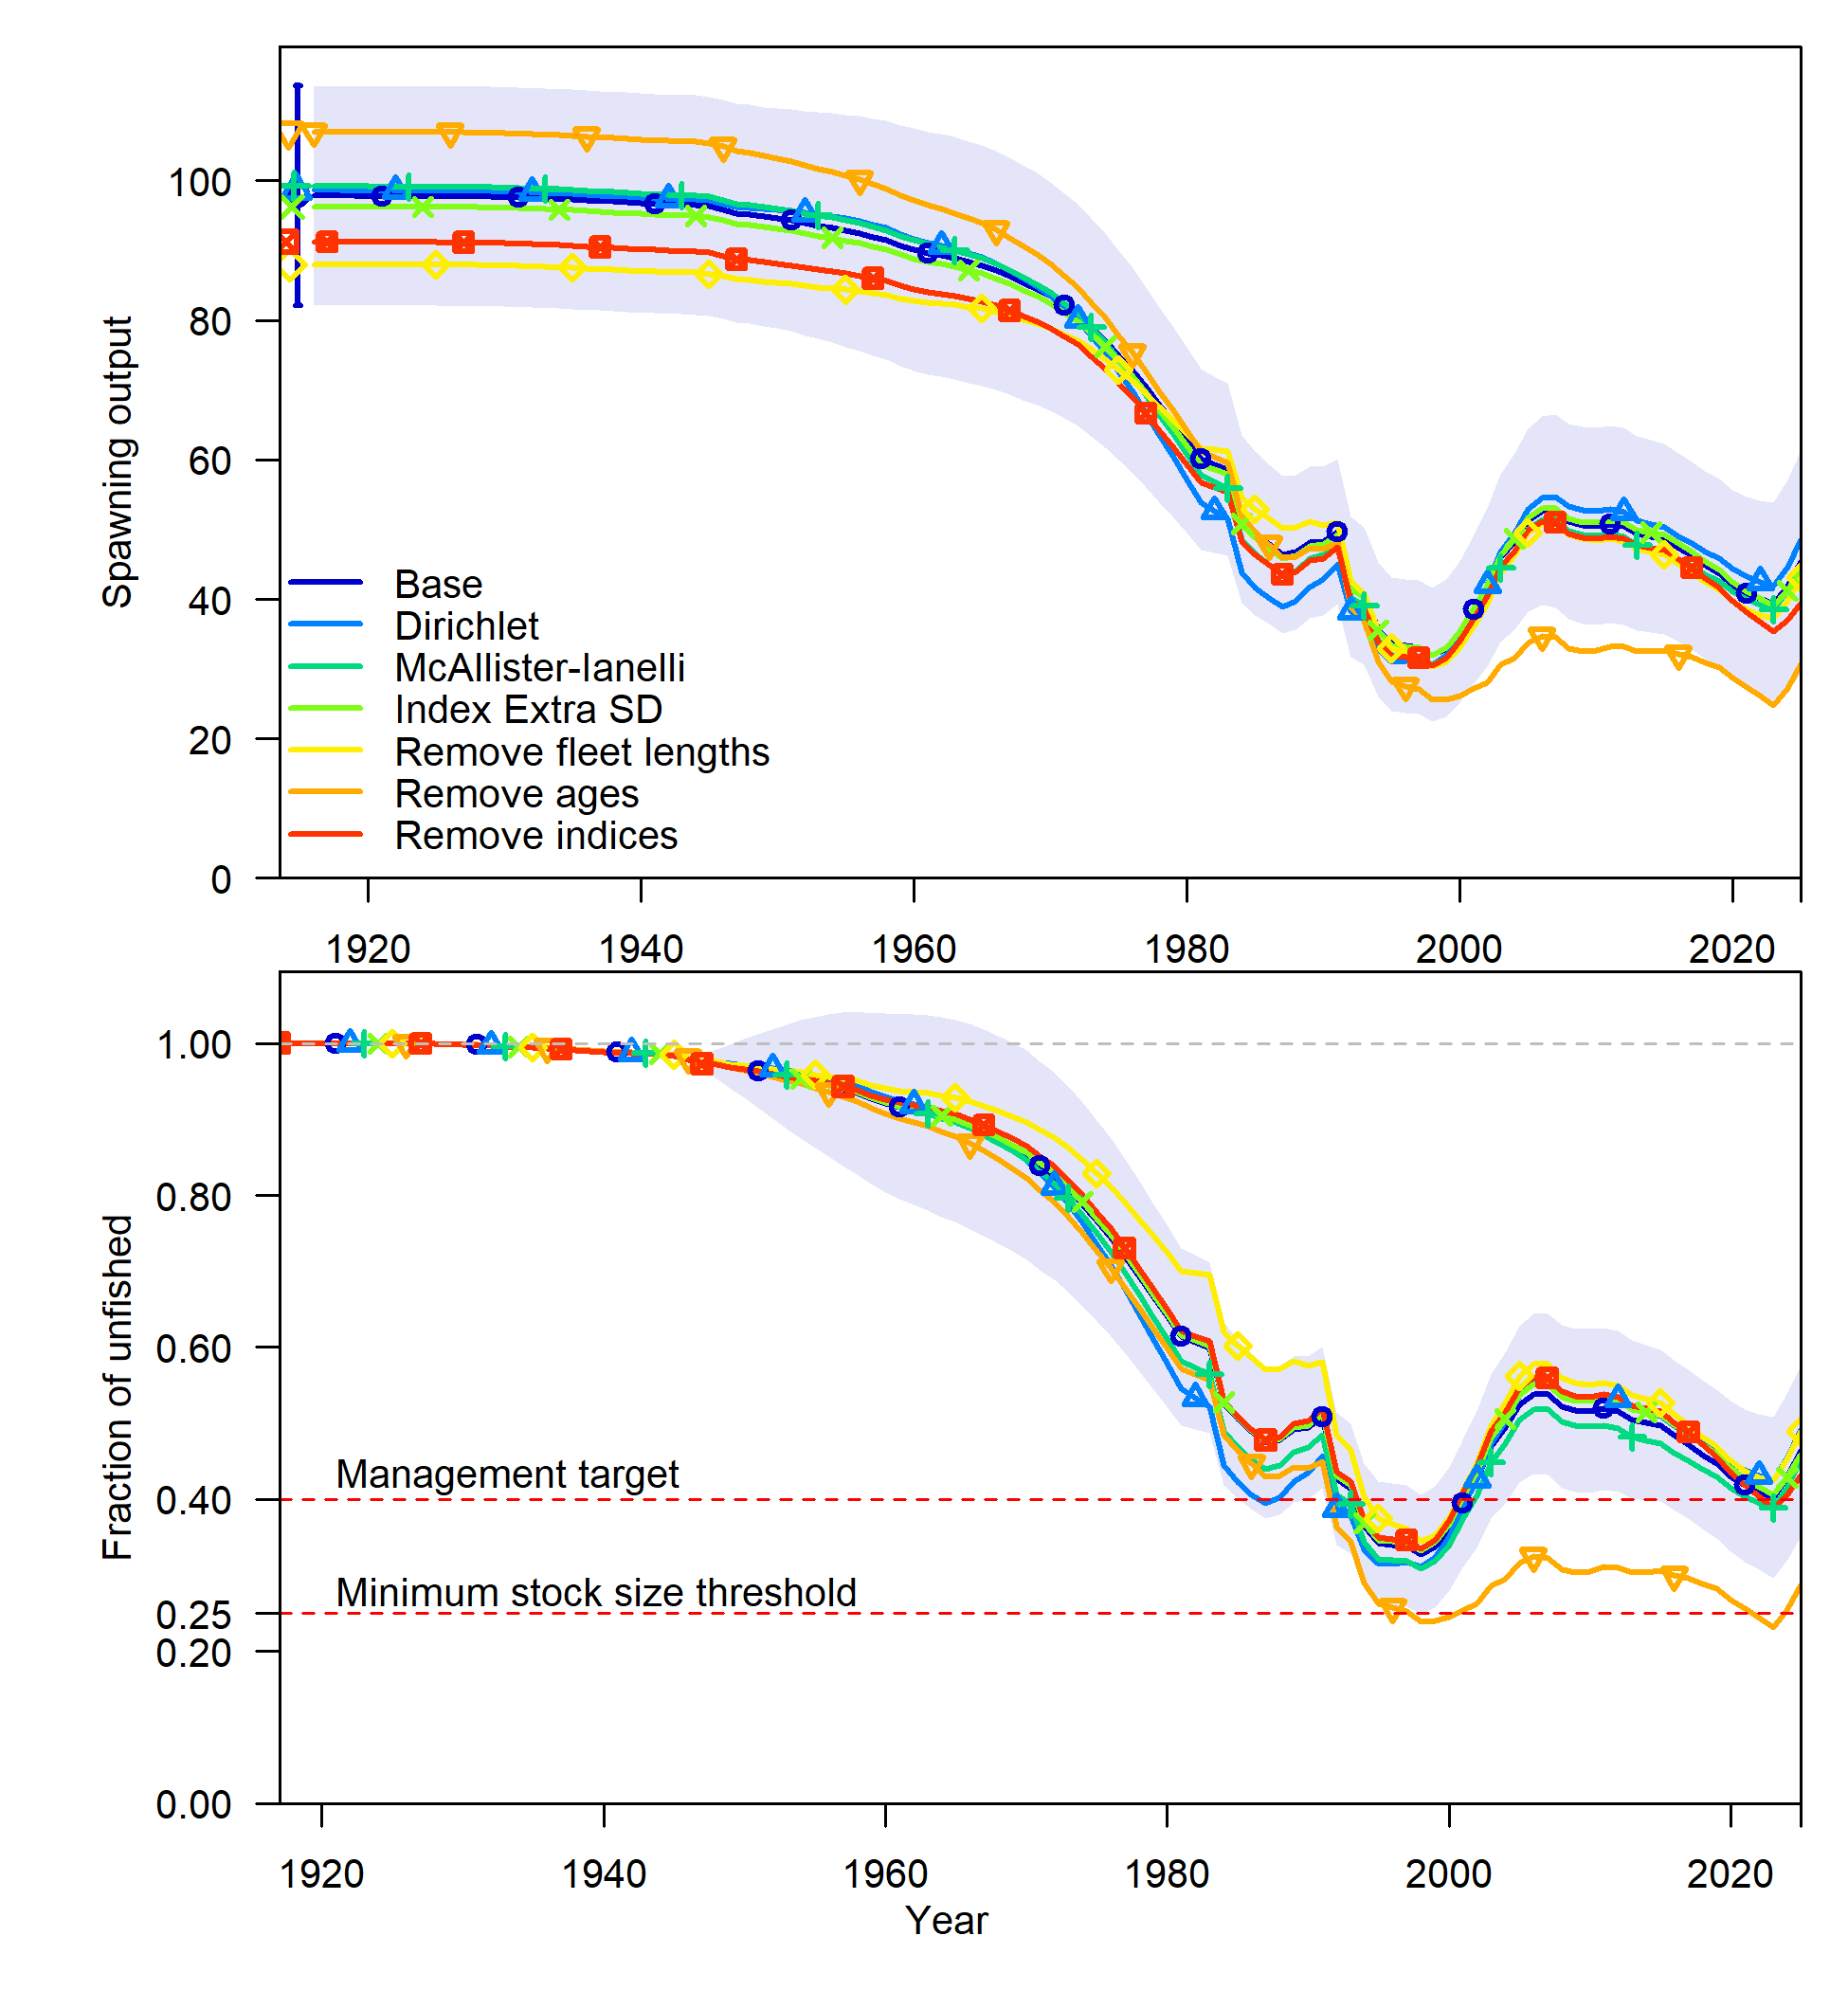 Spawning output
100
80
60
40
20
0
Base
Dirichlet
McAllister-Ianelli
Index Extra SD
Remove fleet lengths
Remove ages
Remove indices
1920 1940 1960 1980 2000 2020
Fraction of unfished
1.00
0.80
0.60
0.40
0.25
0.20
0.00
Management target
Minimum stock size threshold
1920 1940 1960 1980 2000 2020
Year